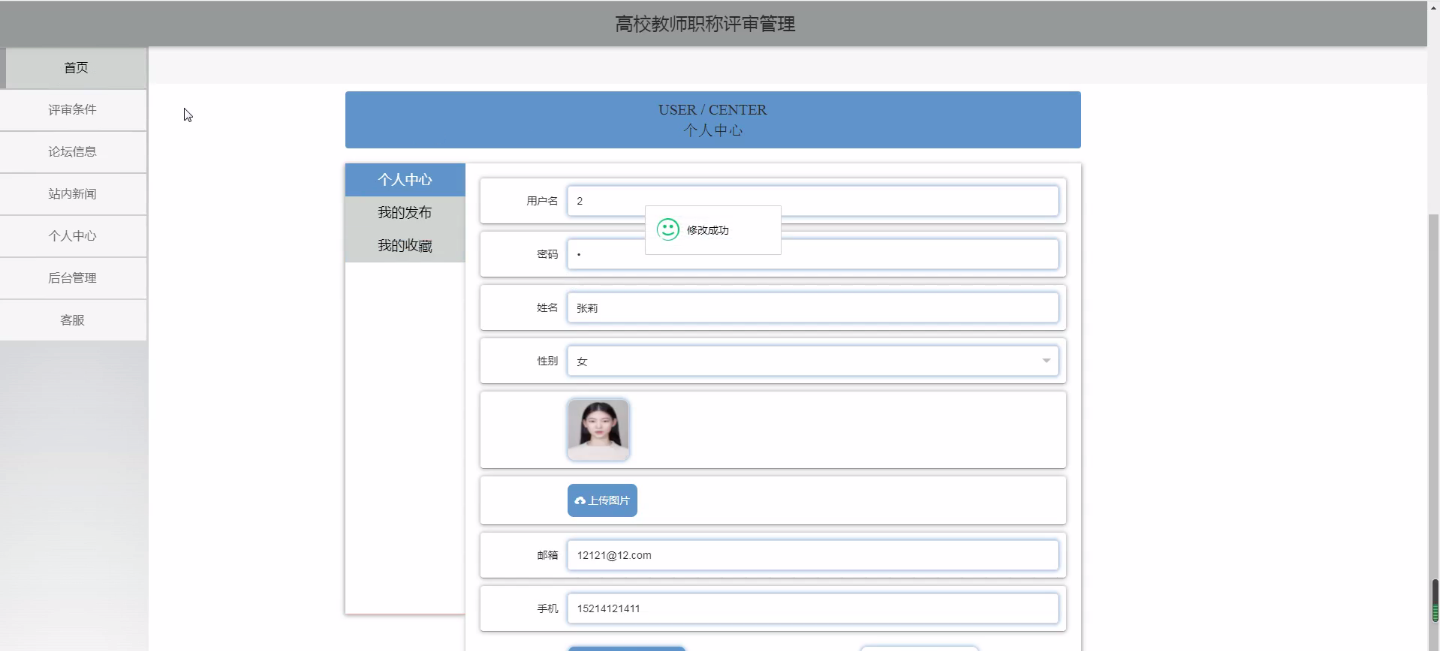 高校教师职称评审管理
首页
评审条件
论坛信息
站内新闻
个人中心
后台管理
客服
USER / CENTER
个人中心
个人中心
我的发布
我的收藏
用户名 2
修改成功
密码 •
姓名 张莉
性别 女
上传图片
邮箱 12121@12.com
手机 15214121411